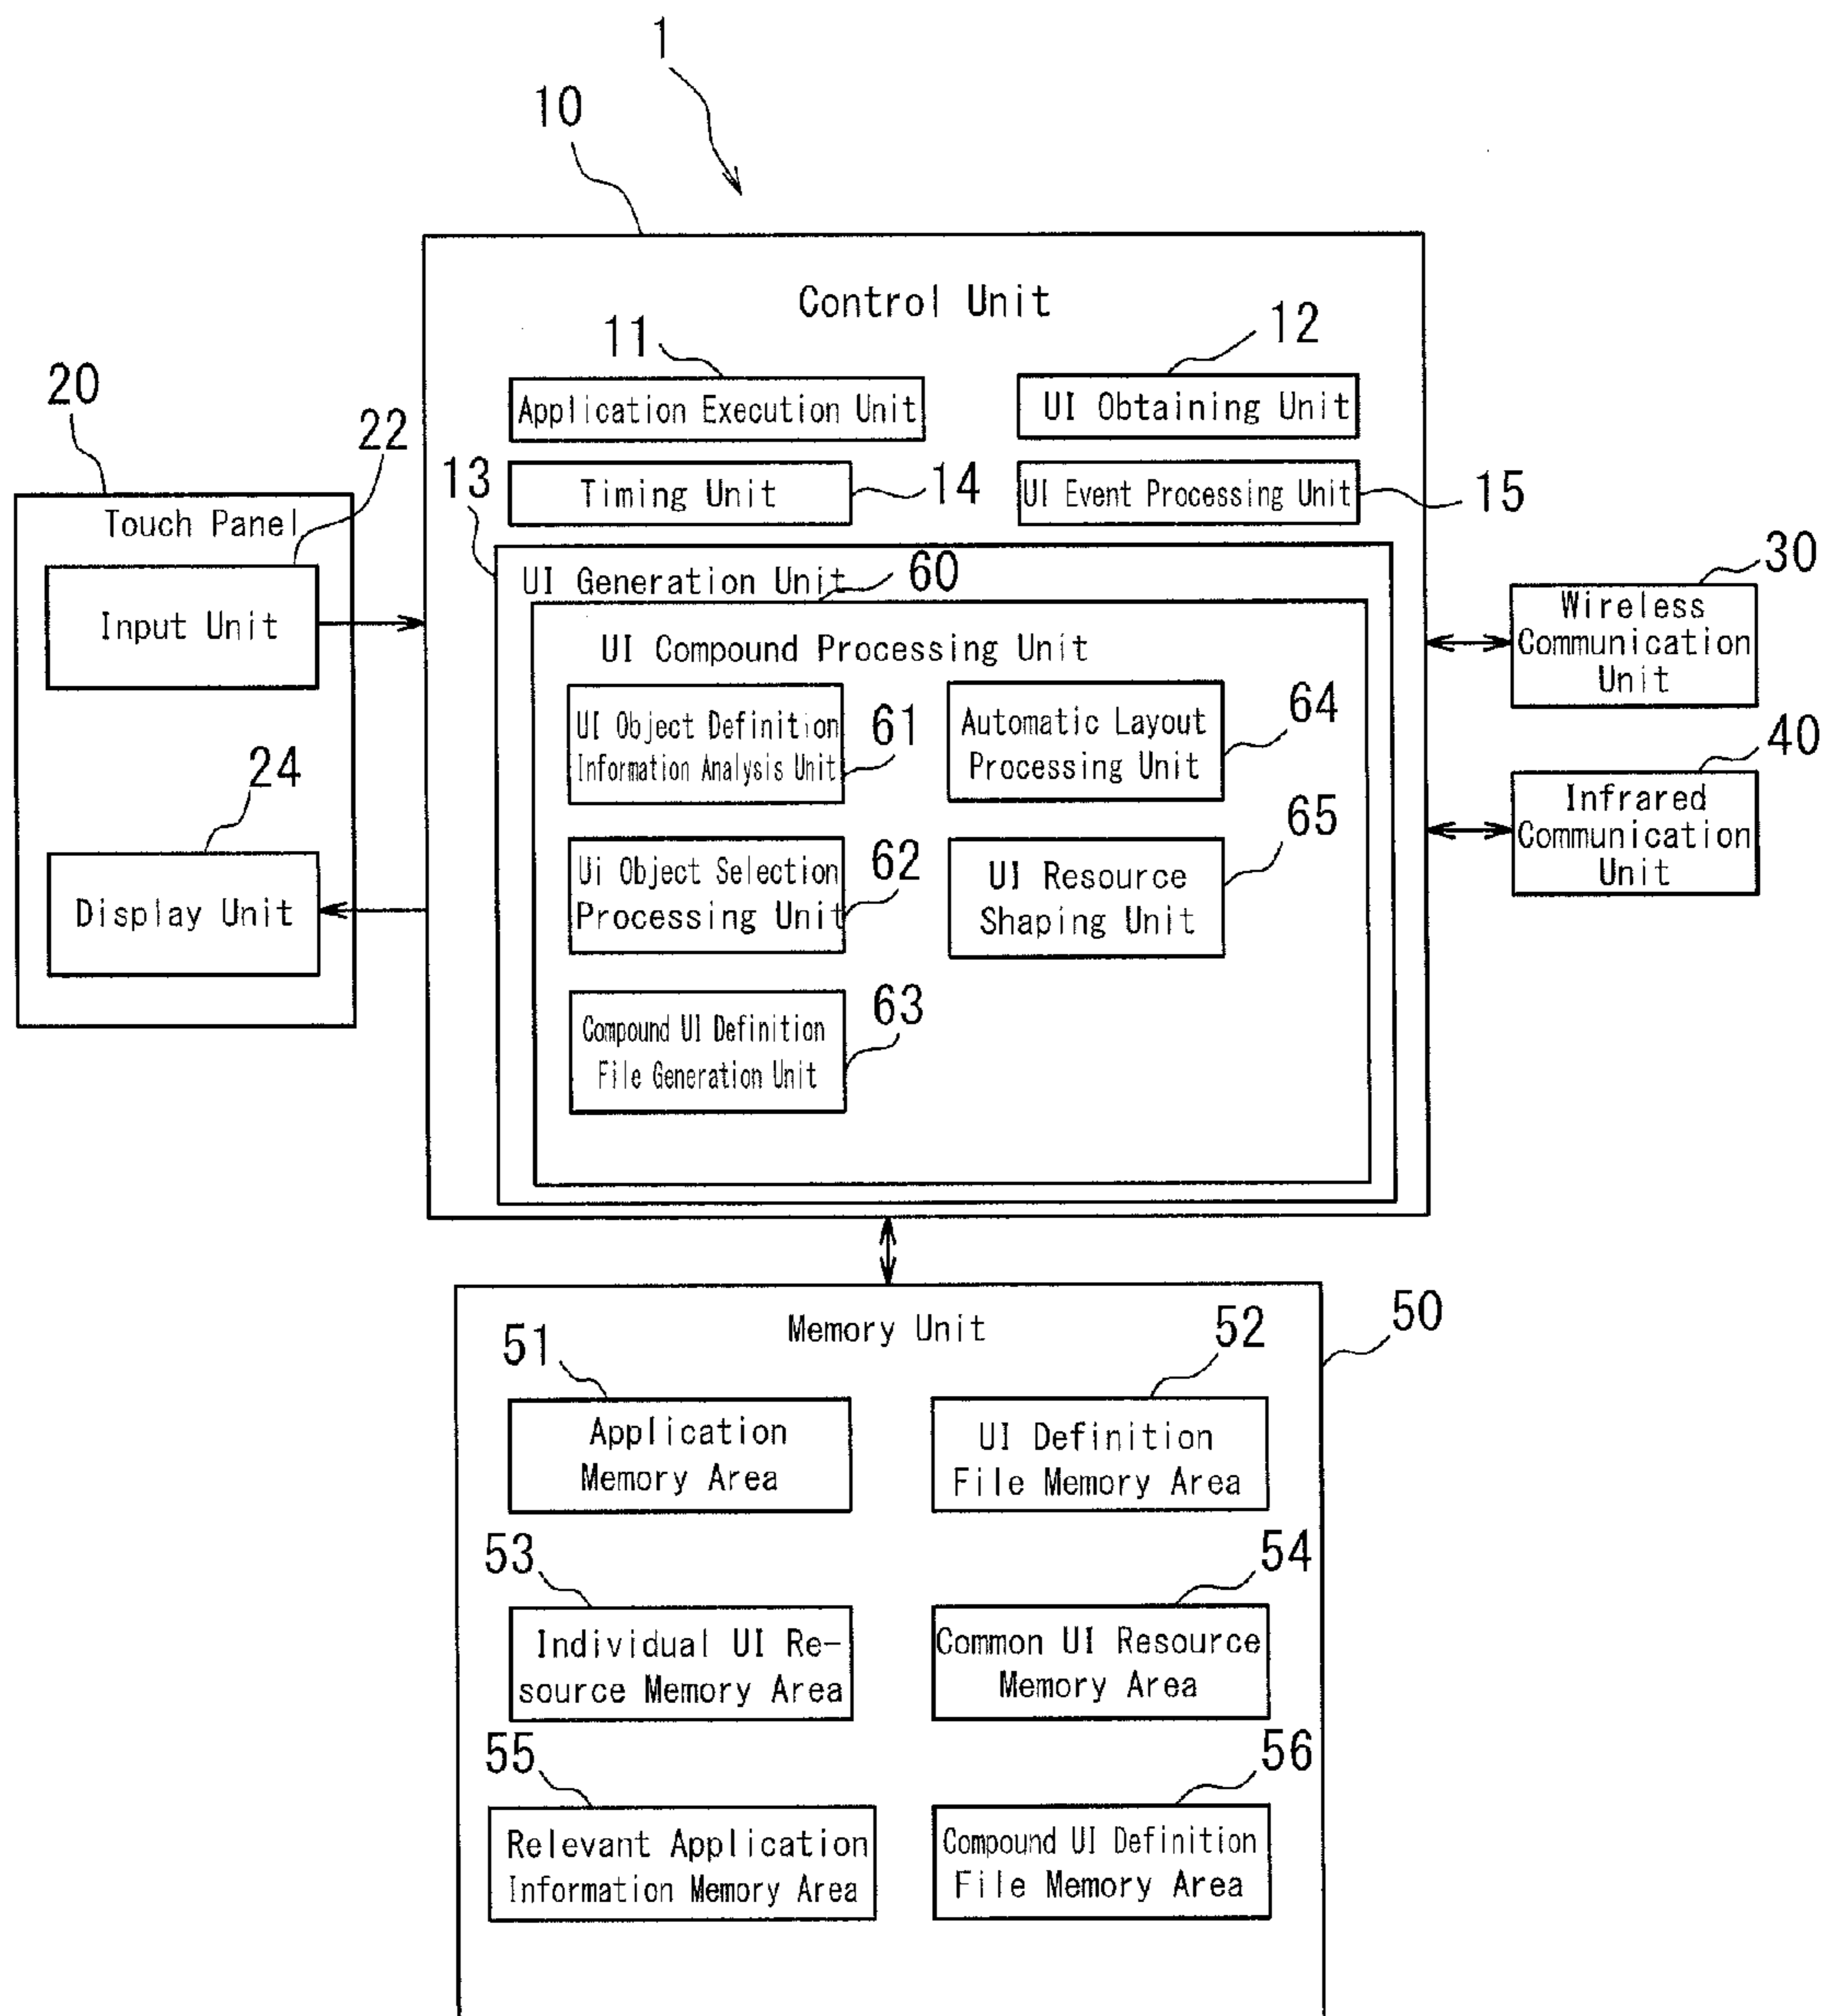 1
10
Control Unit
11
12
Application Execution Unit
UI Obtaining Unit
20
22
13
Timing Unit
14
UI Event Processing Unit
15
Touch Panel
Input Unit
UI Generation Unit
60
30
Wireless
Communication
Unit
UI Compound Processing Unit
UI Object Definition
Information Analysis Unit
61
Automatic Layout
Processing Unit
64
40
Infrared
Communication
Unit
24
Display Unit
Ui Object Selection
Processing Unit
62
UI Resource
Shaping Unit
65
Compound UI Definition
File Generation Unit
63
Memory Unit
50
51
52
Application
Memory Area
UI Definition
File Memory Area
53
54
Individual UI Re-
source Memory Area
Common UI Resource
Memory Area
55
56
Relevant Application
Information Memory Area
Compound UI Definition
File Memory Area